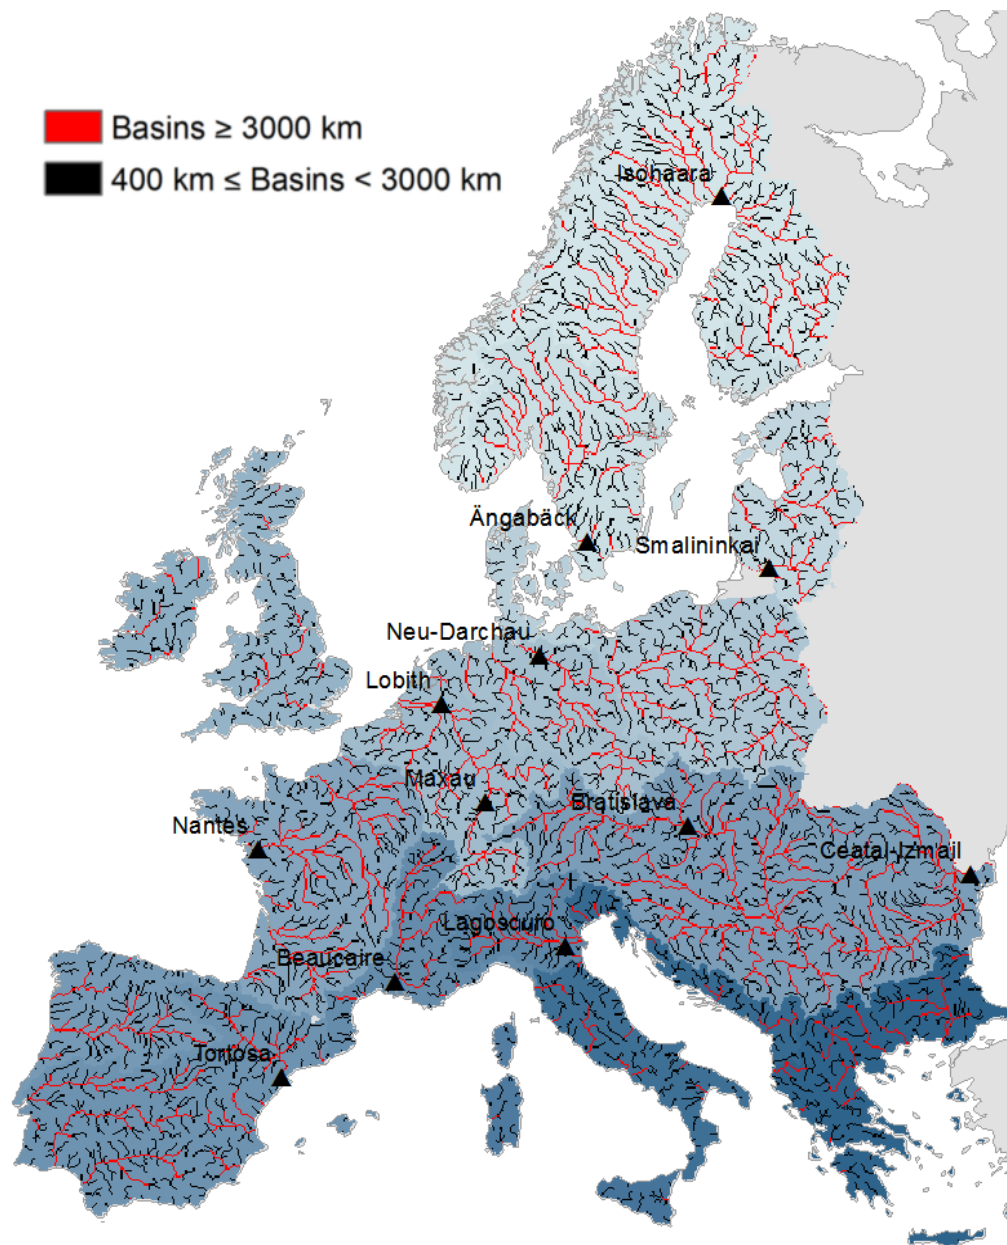 Basins ≥ 3000 km
400 km ≤ Basins < 3000 km
Isohaara
Ängabäck
Smalininkai
Neu-Darchau
Lobith
Maxau
Bratislava
Nantes
Ceatal-Izmail
Lagoscuro
Beaucaire
Tortosa